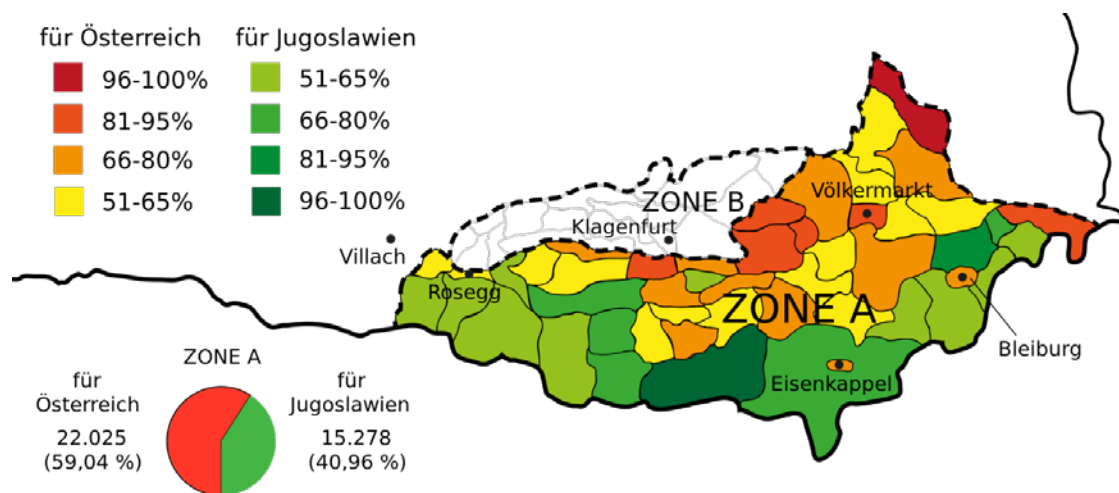 für Österreich
96-100%
81-95%
66-80%
51-65%
für Jugoslawien
51-65%
66-80%
81-95%
96-100%
ZONE B
Völkermarkt
Klagenfurt
Villach
Rosegg
ZONE A
Bleiburg
Eisenkappel
ZONE A
für
Österreich
22.025
(59,04 %)
für
Jugoslawien
15.278
(40,96 %)